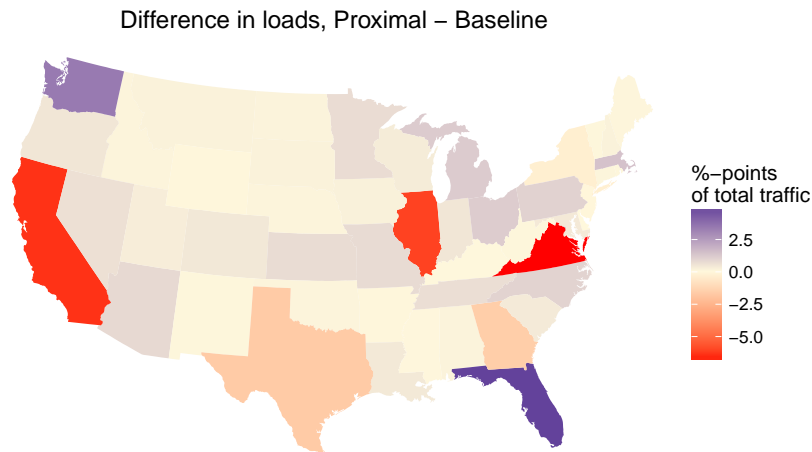 Difference in loads, Proximal − Baseline
%−points
of total traffic
2.5
0.0
−2.5
−5.0